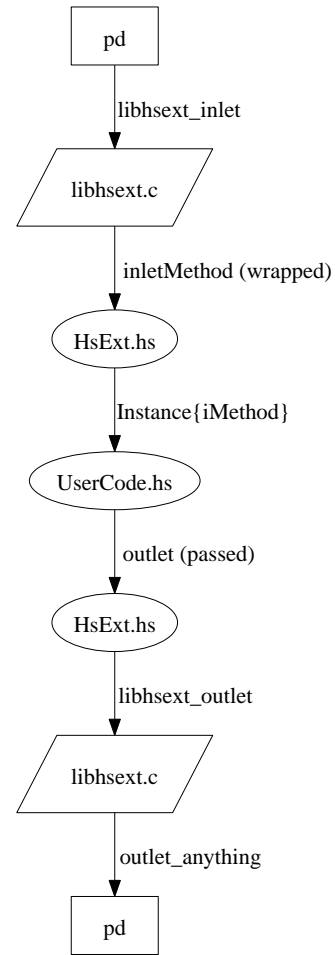 pd
libhsext_inlet
libhsext.c
inletMethod (wrapped)
HsExt.hs
Instance{iMethod}
UserCode.hs
outlet (passed)
HsExt.hs
libhsext_outlet
libhsext.c
outlet_anything
pd